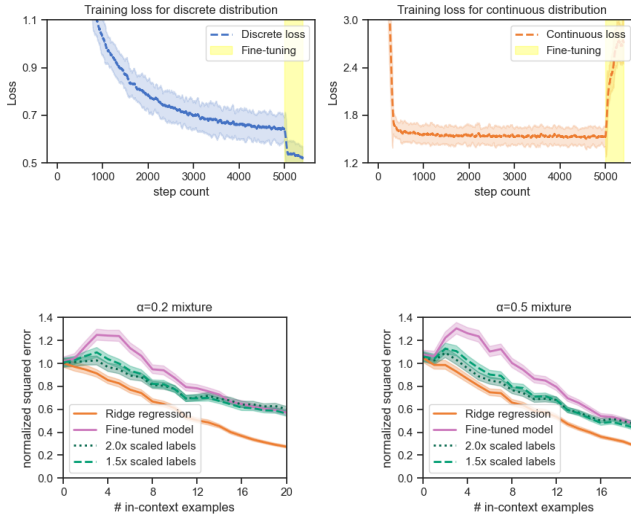 Training loss for discrete distribution
1.1
0.9
0.7
0.5
Loss
Discrete loss
Fine-tuning
0 1000 2000 3000 4000 5000
step count
Training loss for continuous distribution
3.0
2.4
1.8
1.2
Loss
Continuous loss
Fine-tuning
0 1000 2000 3000 4000 5000
step count
α=0.2 mixture
1.4
1.2
1.0
0.8
0.6
0.4
0.2
0.0
normalized squared error
Ridge regression
Fine-tuned model
2.0x scaled labels
1.5x scaled labels
0 4 8 12 16 20
# in-context examples
α=0.5 mixture
1.4
1.2
1.0
0.8
0.6
0.4
0.2
0.0
normalized squared error
Ridge regression
Fine-tuned model
2.0x scaled labels
1.5x scaled labels
0 4 8 12 16
# in-context examples